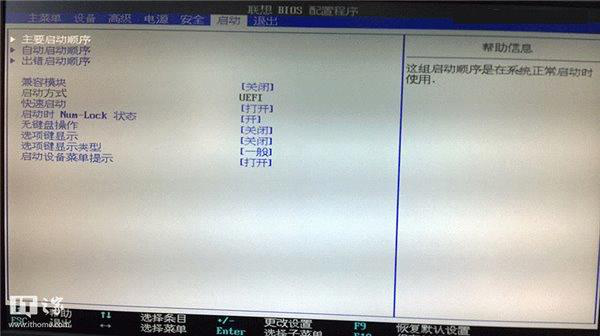 联想 BIOS 配置程序
主菜单 设备 高级 电源 安全 启动 退出
主要启动顺序
自动启动顺序
出错启动顺序
兼容模块 [关闭]
启动方式 UEFI
快速启动 [打开]
启动时 Num-Lock 状态 [开]
无键盘操作 [关闭]
选项键显示 [关闭]
选项键显示类型 [一般]
启动设备菜单提示 [打开]
帮助信息
这组启动顺序是在系统正常启动时
使用.
帮助 ↑↓ 选择条目 +/- 更改设置 F9 恢复默认设置
ESC 退出 ↔ 选择菜单 Enter 选择子菜单 F10
IT之家
www.ithome.com